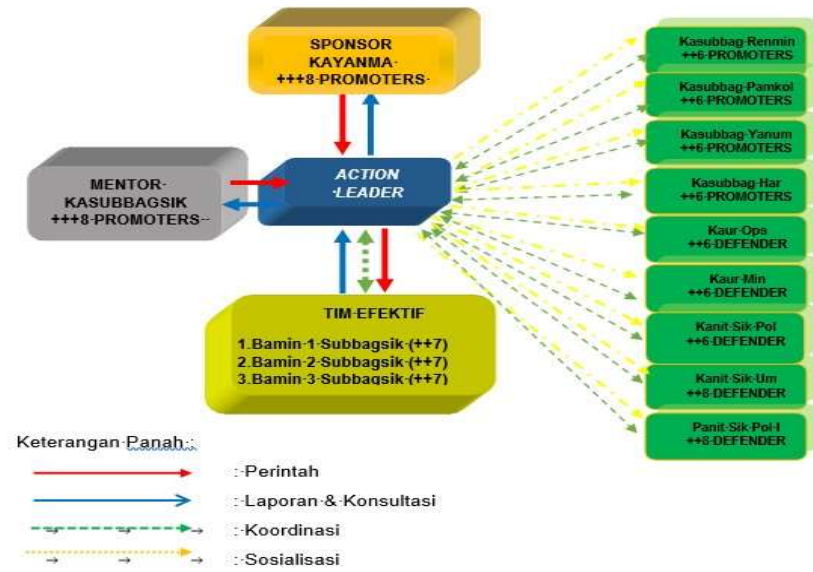 SPONSOR
KAYANMA·
+++8·PROMOTERS·
MENTOR·
KASUBBAGSIK
+++8·PROMOTERS··
ACTION
·LEADER
TIM·EFEKTIF
1.Bamin·1·Subbagsik·(++7)
2.Bamin·2·Subbagsik·(++7)
3.Bamin·3·Subbagsik·(++7)
Kasubbag·Renmin
++6·PROMOTERS
Kasubbag·Pamkol
++6·PROMOTERS
Kasubbag·Yanum
++6·PROMOTERS
Kasubbag·Har
++6·PROMOTERS
Kaur·Ops
++6·DEFENDER
Kaur·Min
++6·DEFENDER
Kanit·Sik·Pol
++6·DEFENDER
Kanit·Sik·Um
++8·DEFENDER
Panit·Sik·Pol·I
++8·DEFENDER
Keterangan·Panah·:
:·Perintah
:·Laporan·&·Konsultasi
:·Koordinasi
:·Sosialisasi